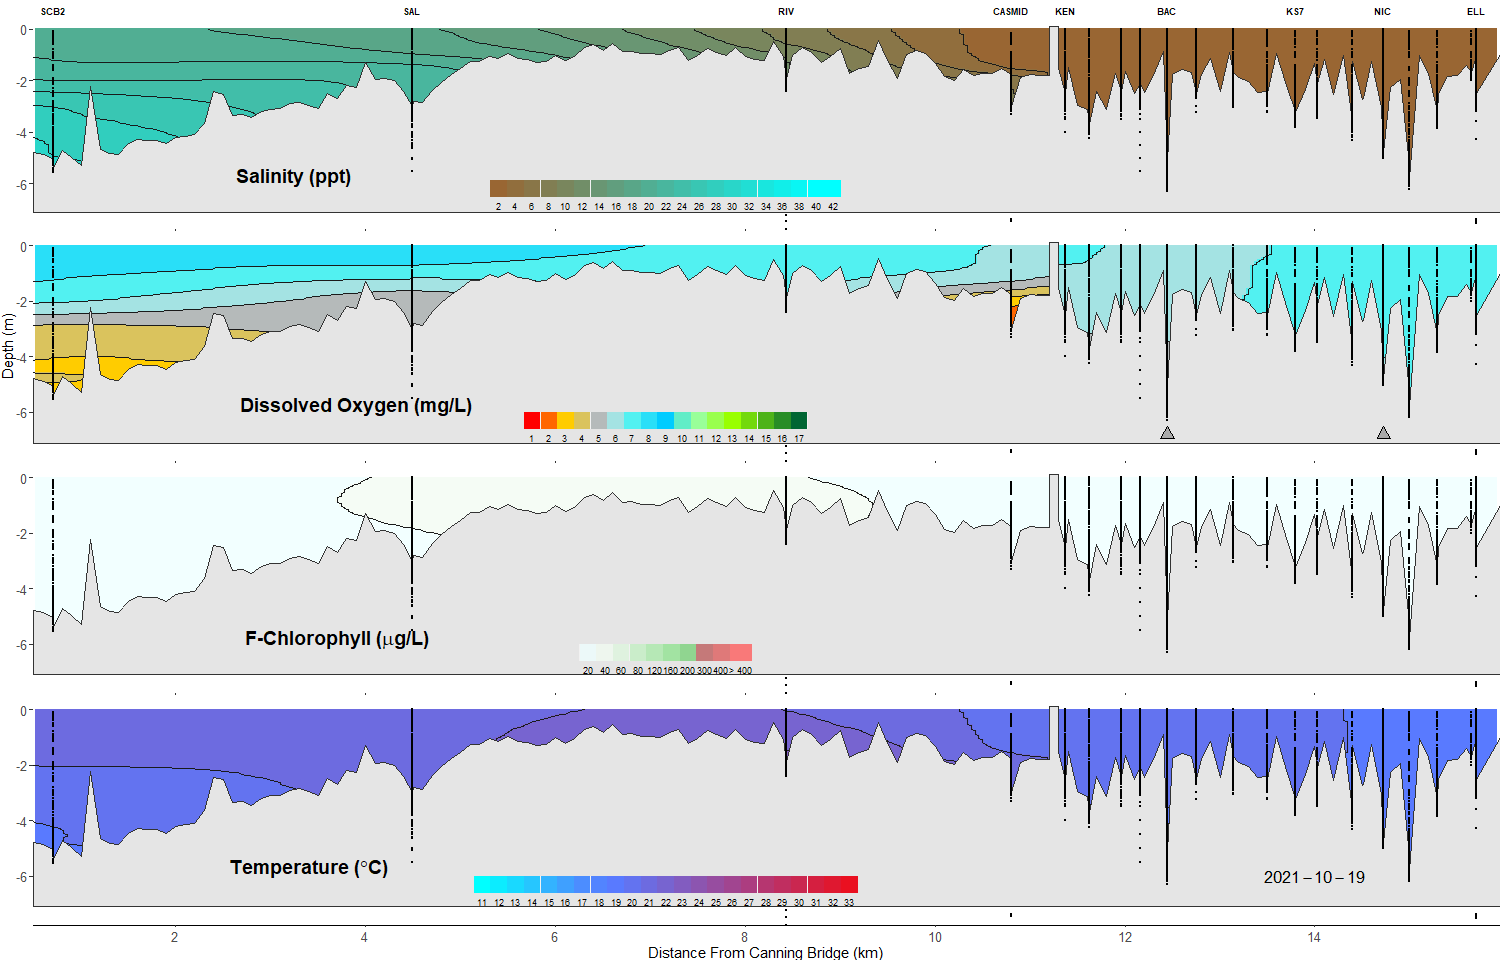 SCB2 SAL RIV CASMID KEN BAC KS7 NIC ELL
0
-2
-4
-6
Salinity (ppt)
2 4 6 8 10 12 14 16 18 20 22 24 26 28 30 32 34 36 38 40 42
0
-2
-4
-6
Depth (m)
Dissolved Oxygen (mg/L)
1 2 3 4 5 6 7 8 9 10 11 12 13 14 15 16 17
0
-2
-4
-6
F-Chlorophyll (μg/L)
20 40 60 80 120 160 200 300 400 > 400
0
-2
-4
-6
Temperature (°C)
11 12 13 14 15 16 17 18 19 20 21 22 23 24 25 26 27 28 29 30 31 32 33
2021-10-19
2 4 6 8 10 12 14
Distance From Canning Bridge (km)